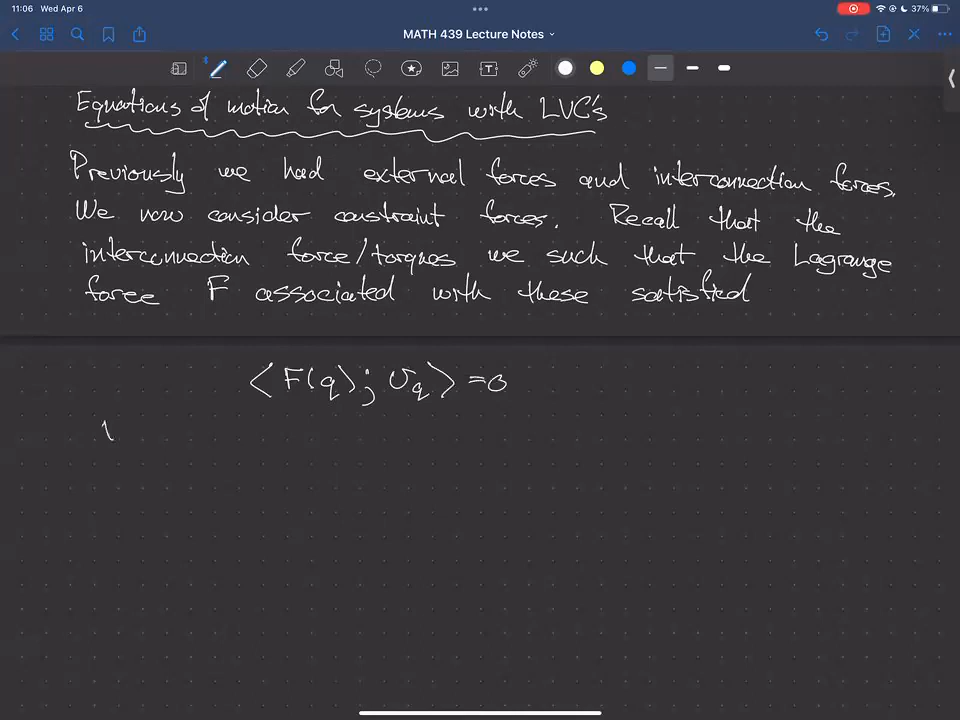 11:06 Wed Apr 6
37%
MATH 439 Lecture Notes
Equations of motion for systems with LVC's
Previously we had external forces and interconnection forces.
We now consider constraint forces. Recall that the
interconnection force/torques we such that the Lagrange
force F associated with these satisfied
<F(q); υq> = 0